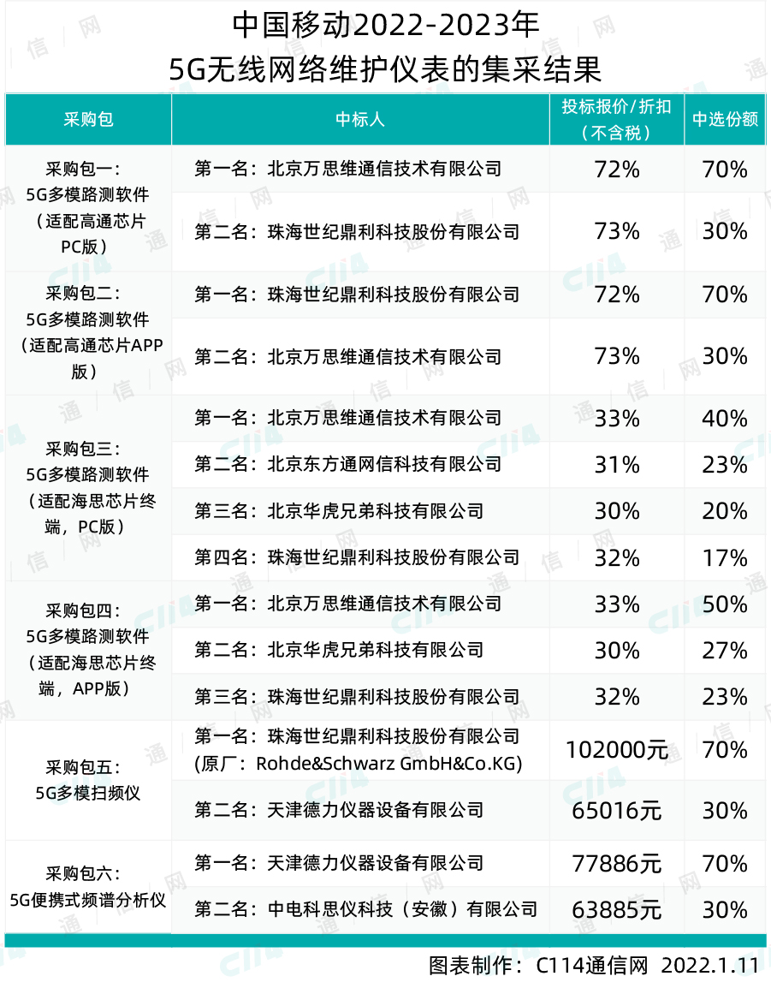 中国移动2022-2023年
5G无线网络维护仪表的集采结果
采购包 中标人 投标报价/折扣（不含税） 中选份额
采购包一：
5G多模路测软件
（适配高通芯片
PC版）
第一名：北京万思维通信技术有限公司 72% 70%
第二名：珠海世纪鼎利科技股份有限公司 73% 30%
采购包二：
5G多模路测软件
（适配高通芯片APP
版）
第一名：珠海世纪鼎利科技股份有限公司 72% 70%
第二名：北京万思维通信技术有限公司 73% 30%
采购包三：
5G多模路测软件
（适配海思芯片终
端，PC版）
第一名：北京万思维通信技术有限公司 33% 40%
第二名：北京东方通网信科技有限公司 31% 23%
第三名：北京华虎兄弟科技有限公司 30% 20%
第四名：珠海世纪鼎利科技股份有限公司 32% 17%
采购包四：
5G多模路测软件
（适配海思芯片终
端，APP版）
第一名：北京万思维通信技术有限公司 33% 50%
第二名：北京华虎兄弟科技有限公司 30% 27%
第三名：珠海世纪鼎利科技股份有限公司 32% 23%
采购包五：
5G多模扫频仪
第一名：珠海世纪鼎利科技股份有限公司
(原厂：Rohde&Schwarz GmbH&Co.KG) 102000元 70%
第二名：天津德力仪器设备有限公司 65016元 30%
采购包六：
5G便携式频谱分析仪
第一名：天津德力仪器设备有限公司 77886元 70%
第二名：中电科思仪科技（安徽）有限公司 63885元 30%
图表制作：C114通信网 2022.1.11